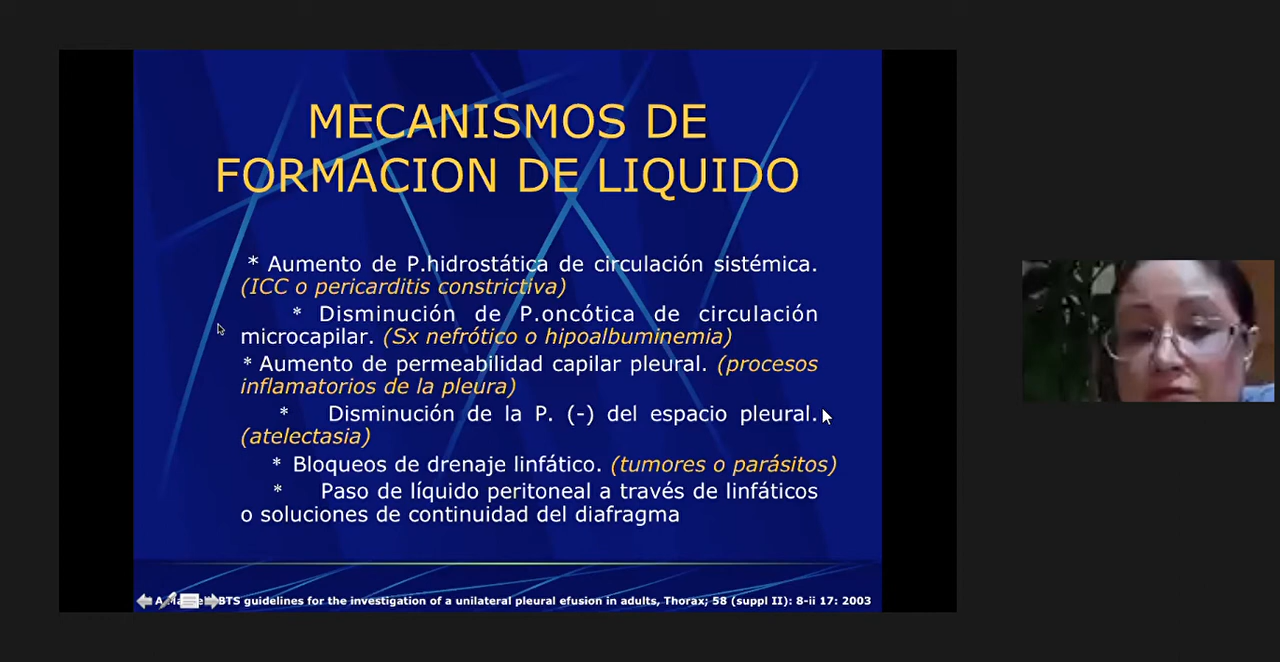 MECANISMOS DE
FORMACION DE LIQUIDO
* Aumento de P.hidrostática de circulación sistémica.
(ICC o pericarditis constrictiva)
* Disminución de P.oncótica de circulación
microcapilar. (Sx nefrótico o hipoalbuminemia)
* Aumento de permeabilidad capilar pleural. (procesos
inflamatorios de la pleura)
* Disminución de la P. (-) del espacio pleural.
(atelectasia)
* Bloqueos de drenaje linfático. (tumores o parásitos)
* Paso de líquido peritoneal a través de linfáticos
o soluciones de continuidad del diafragma
BTS guidelines for the investigation of a unilateral pleural efusion in adults, Thorax; 58 (suppl II): 8-ii 17: 2003